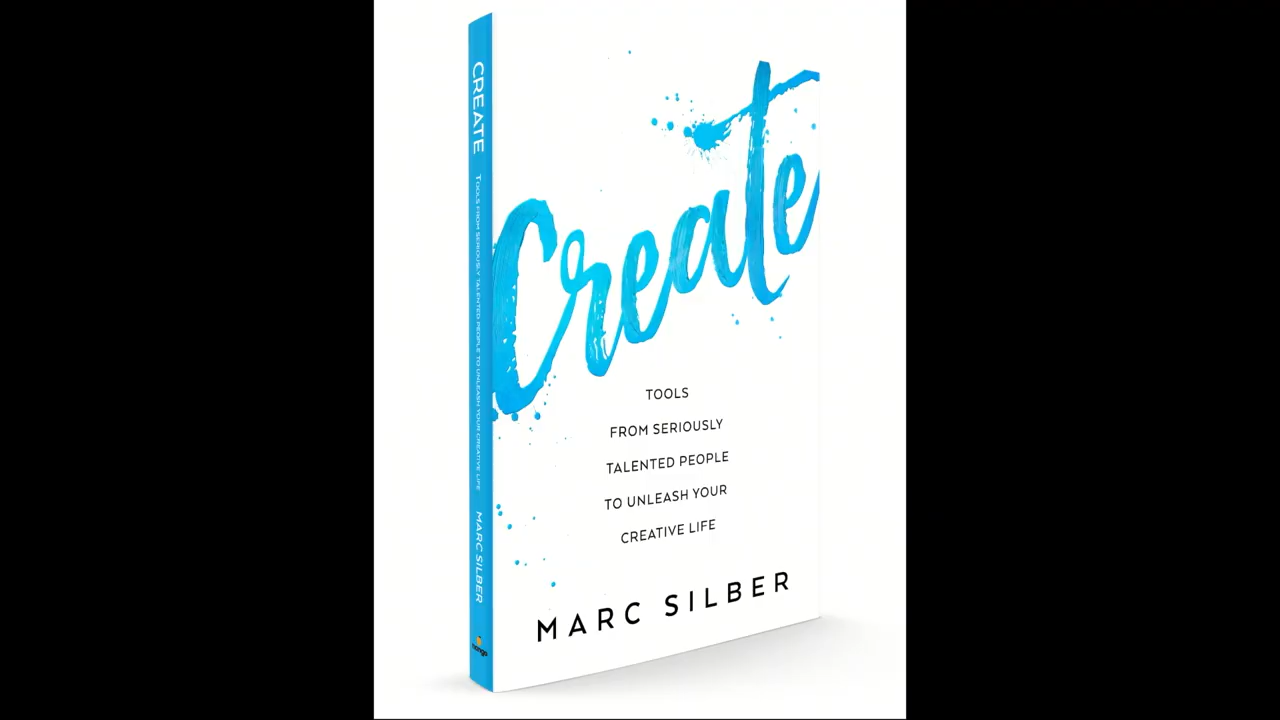 CREATE
TOOLS FROM SERIOUSLY TALENTED PEOPLE TO UNLEASH YOUR CREATIVE LIFE
MARC SILBER
mango
Create
TOOLS
FROM SERIOUSLY
TALENTED PEOPLE
TO UNLEASH YOUR
CREATIVE LIFE
MARC SILBER